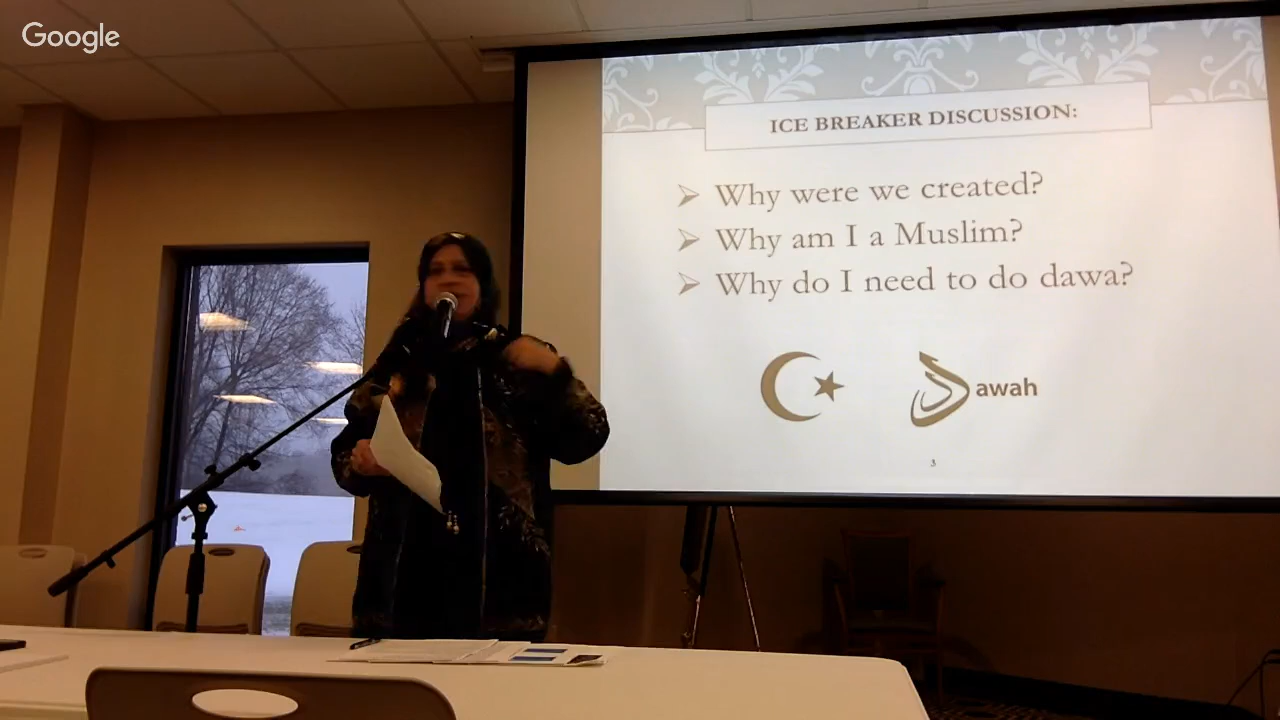 Google
ICE BREAKER DISCUSSION:
Why were we created?
Why am I a Muslim?
Why do I need to do dawa?
awah
3